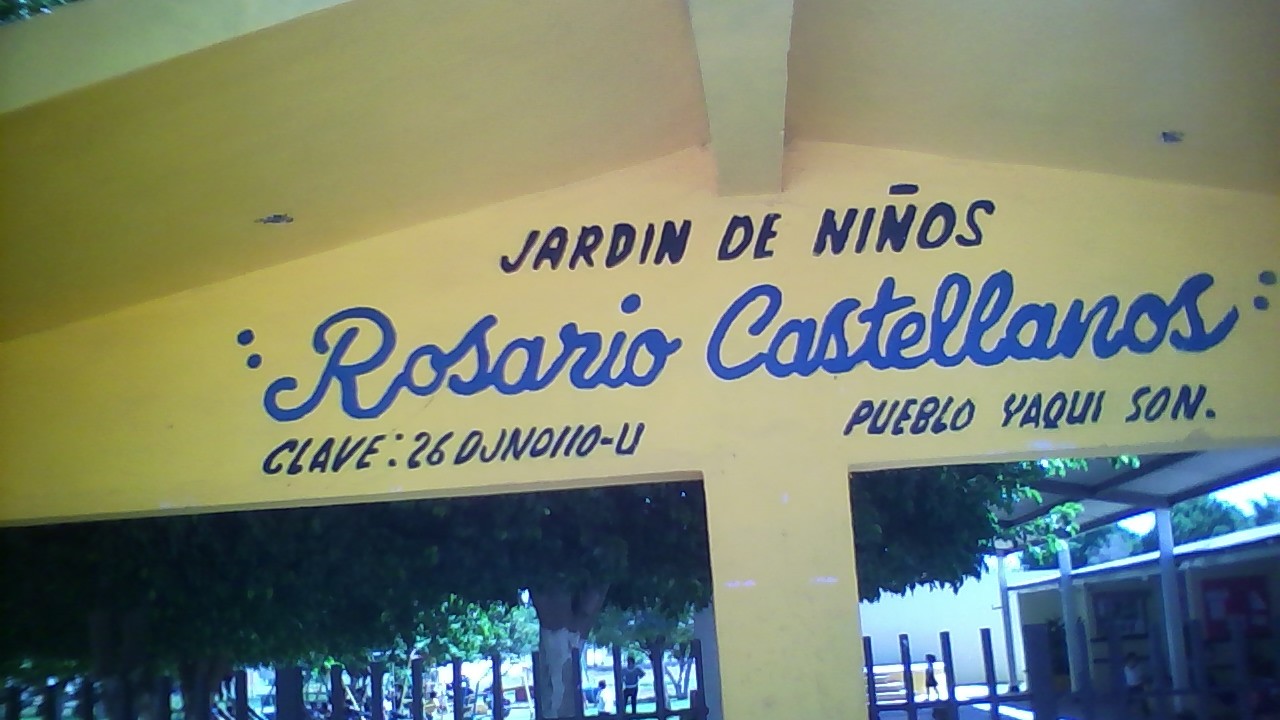 JARDIN DE NIÑOS
: Rosario Castellanos :
CLAVE: 26DJN0110-U
PUEBLO YAQUI SON.